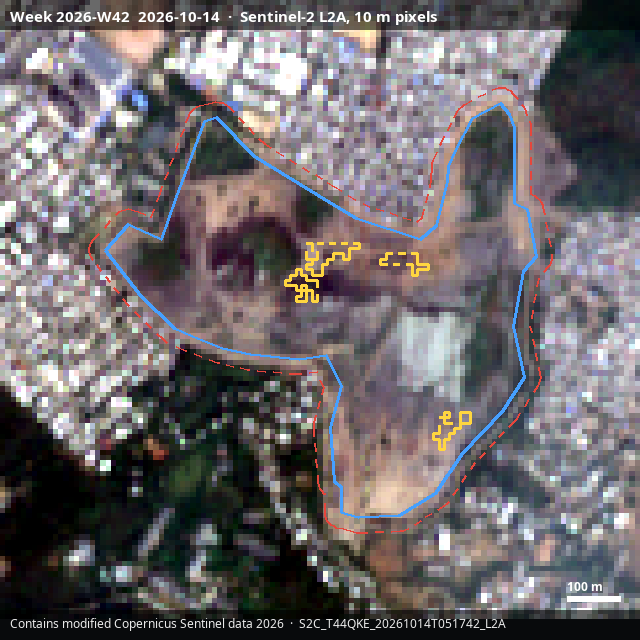 Week 2026-W42  2026-10-14  ·  Sentinel-2 L2A, 10 m pixels
100 m
Contains modified Copernicus Sentinel data 2026  ·  S2C_T44QKE_20261014T051742_L2A